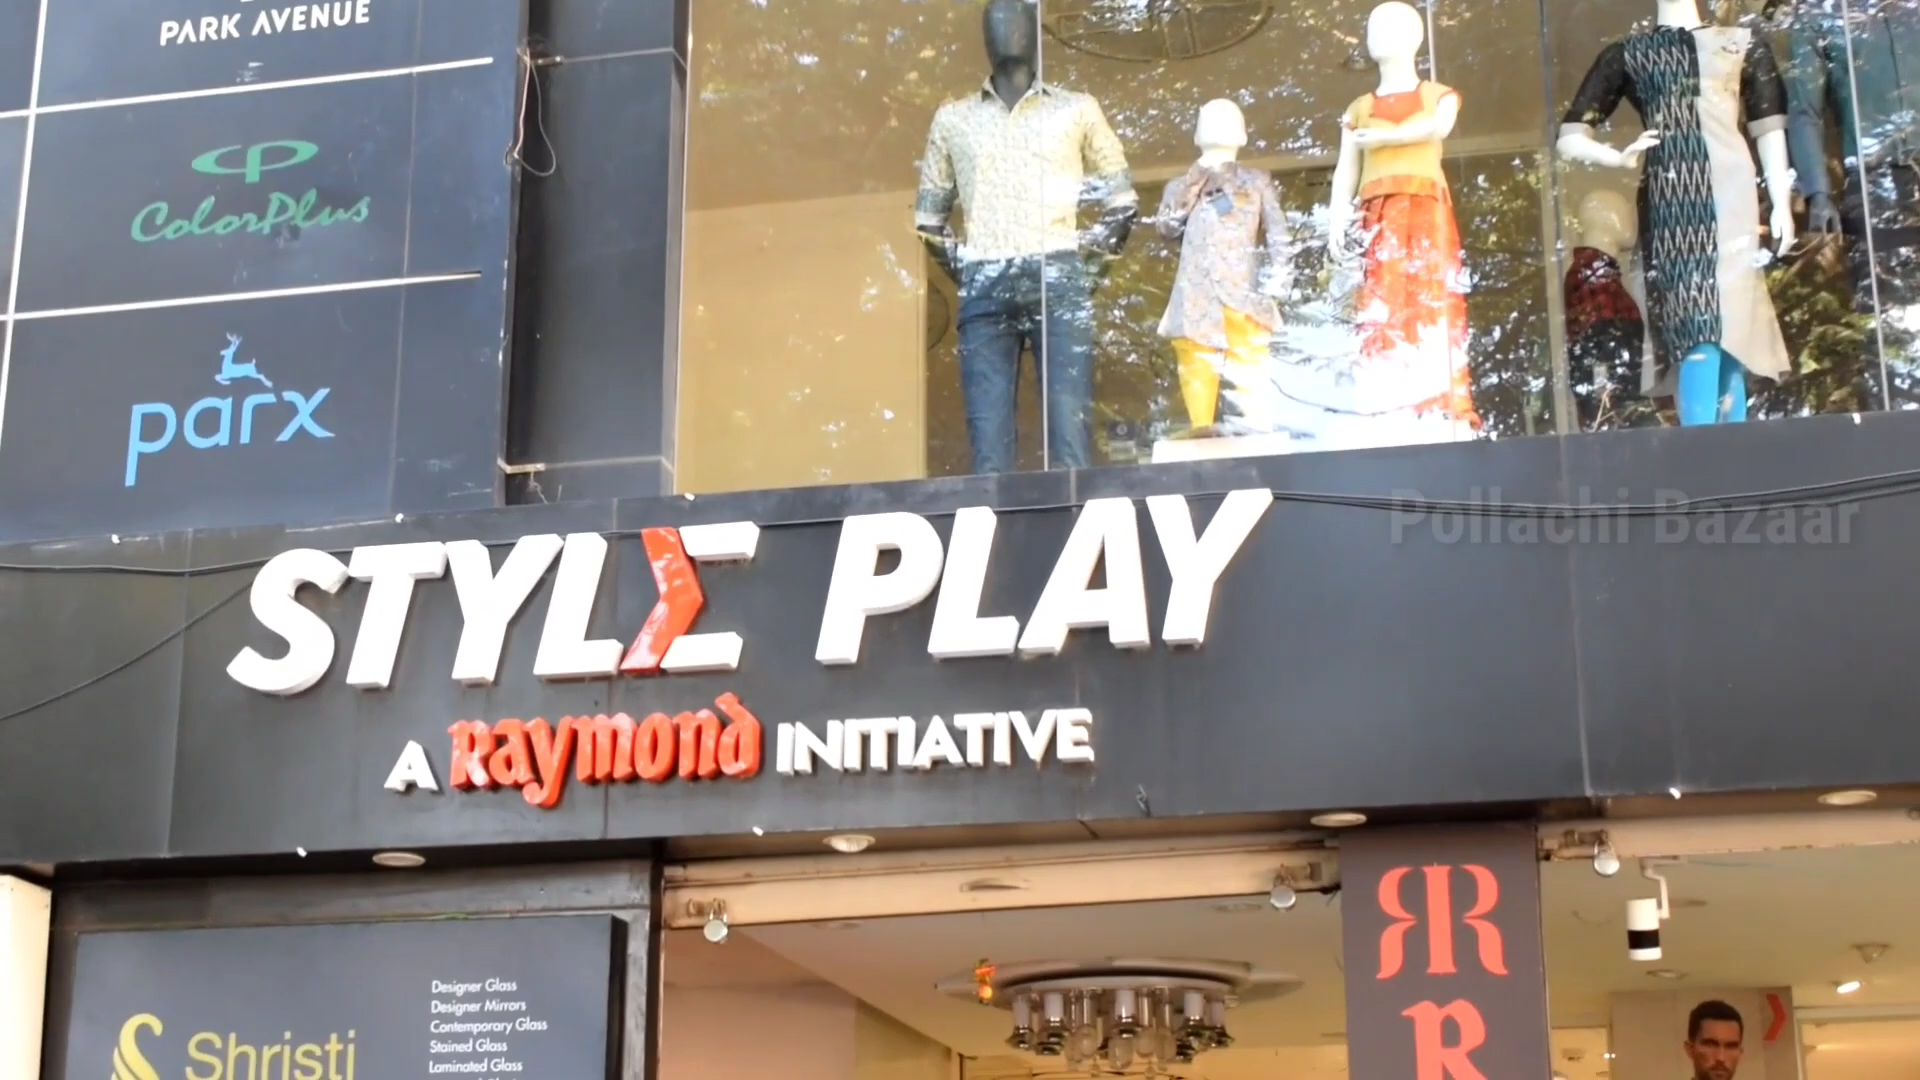 PARK AVENUE
cp
ColorPlus
parx
Pollachi Bazaar
STYLE PLAY
A Raymond INITIATIVE
R
Shristi
Designer Glass
Designer Mirrors
Contemporary Glass
Stained Glass
Laminated Glass